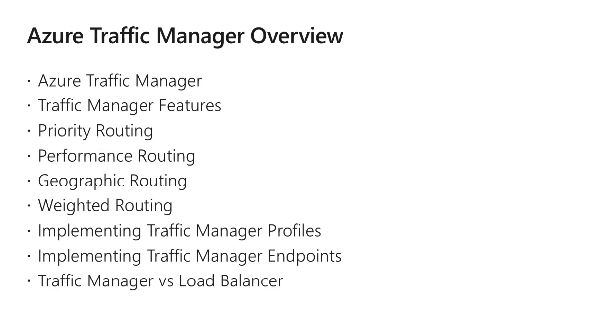 Azure Traffic Manager Overview
· Azure Traffic Manager
· Traffic Manager Features
· Priority Routing
· Performance Routing
· Geographic Routing
· Weighted Routing
· Implementing Traffic Manager Profiles
· Implementing Traffic Manager Endpoints
· Traffic Manager vs Load Balancer